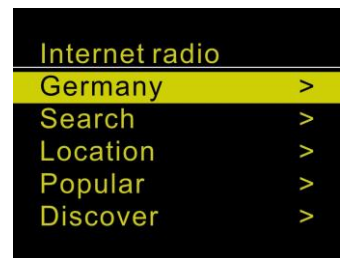 Internet radio
Germany >
Search >
Location >
Popular >
Discover >